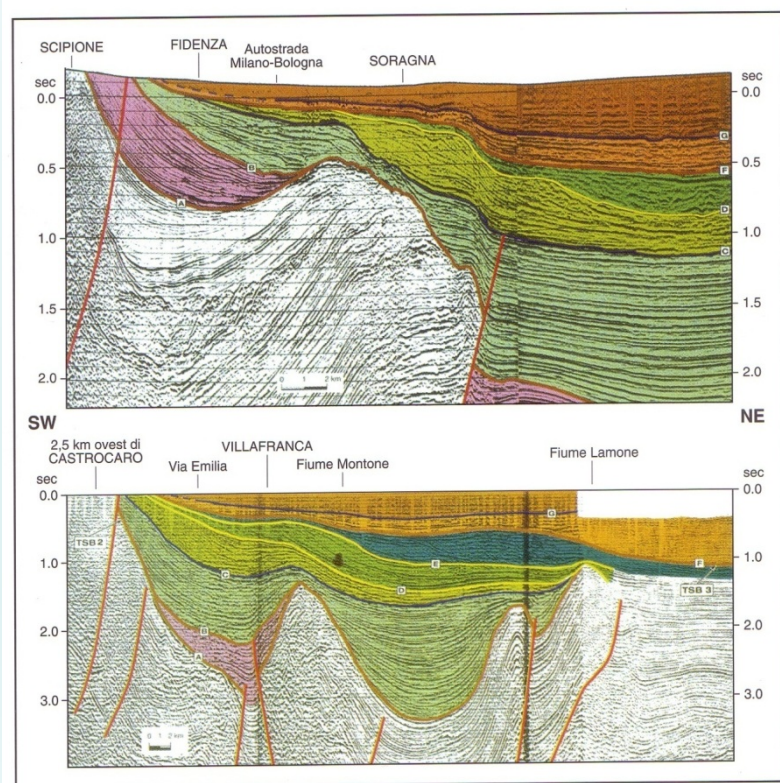 SCIPIONE
FIDENZA
Autostrada
Milano-Bologna
SORAGNA
sec
0.0
0.5
1.0
1.5
2.0
sec
0.0
0.5
1.0
1.5
2.0
G
F
D
C
B
A
0 1 2 km
SW
NE
2,5 km ovest di
CASTROCARO
Via Emilia
VILLAFRANCA
Fiume Montone
Fiume Lamone
sec
0.0
1.0
2.0
3.0
sec
0.0
1.0
2.0
3.0
TSB 2
G
E
F
D
C
B
A
TSB 3
0 1 2 km